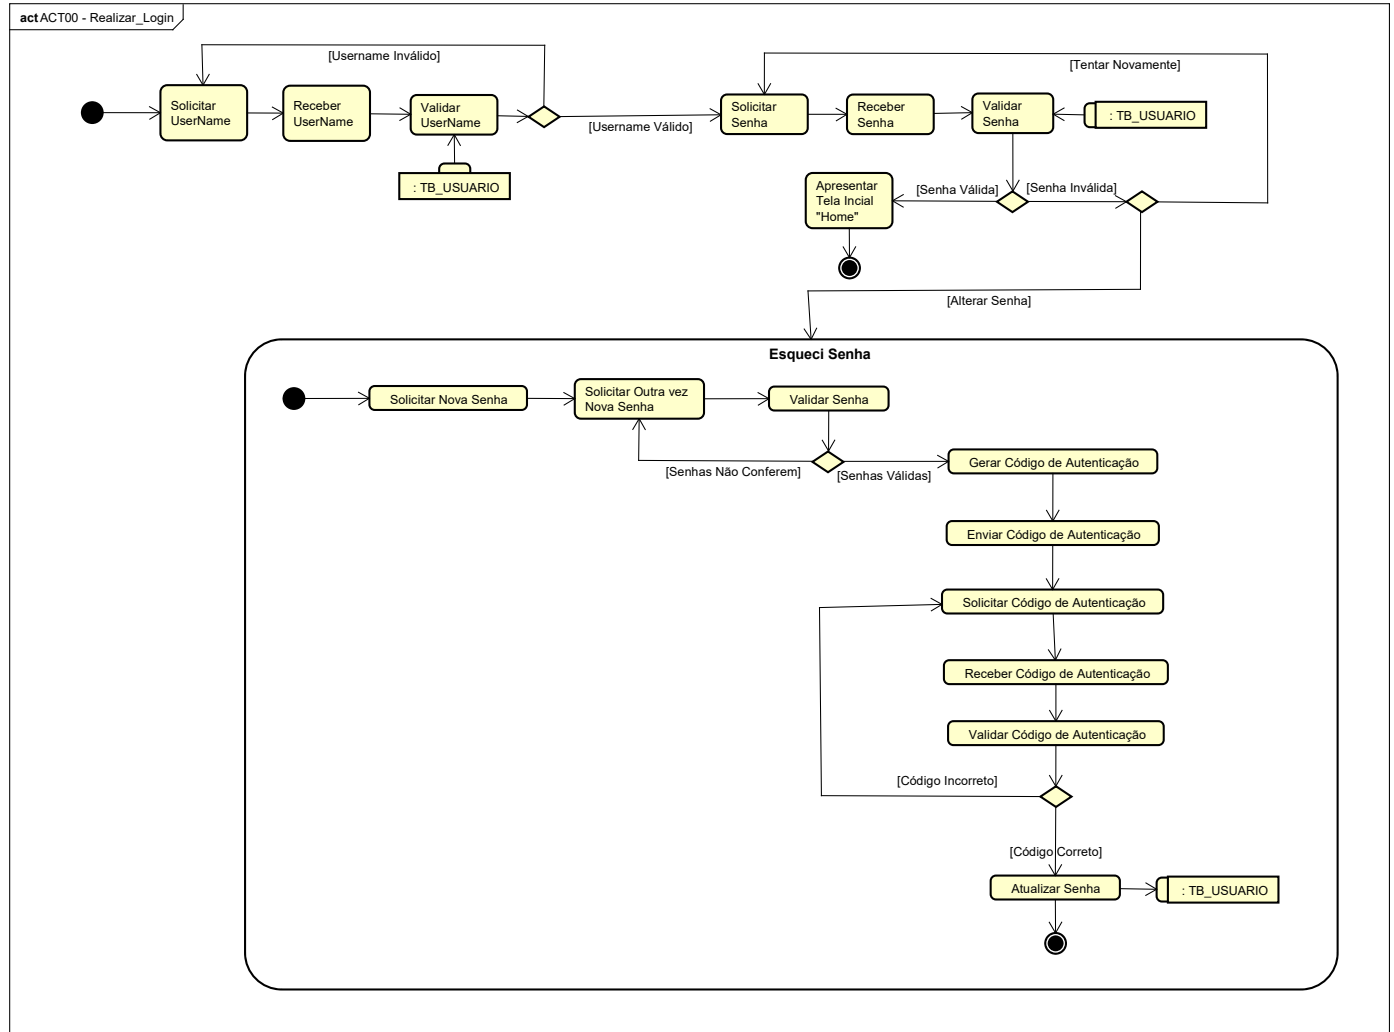 act ACT00 - Realizar_Login
[Username Inválido]
[Tentar Novamente]
Solicitar
UserName
Receber
UserName
Validar
UserName
[Username Válido]
Solicitar
Senha
Receber
Senha
Validar
Senha
: TB_USUARIO
: TB_USUARIO
Apresentar
Tela Incial
"Home"
[Senha Válida]
[Senha Inválida]
[Alterar Senha]
Esqueci Senha
Solicitar Nova Senha
Solicitar Outra vez
Nova Senha
Validar Senha
[Senhas Não Conferem]
[Senhas Válidas]
Gerar Código de Autenticação
Enviar Código de Autenticação
Solicitar Código de Autenticação
Receber Código de Autenticação
Validar Código de Autenticação
[Código Incorreto]
[Código Correto]
Atualizar Senha
: TB_USUARIO